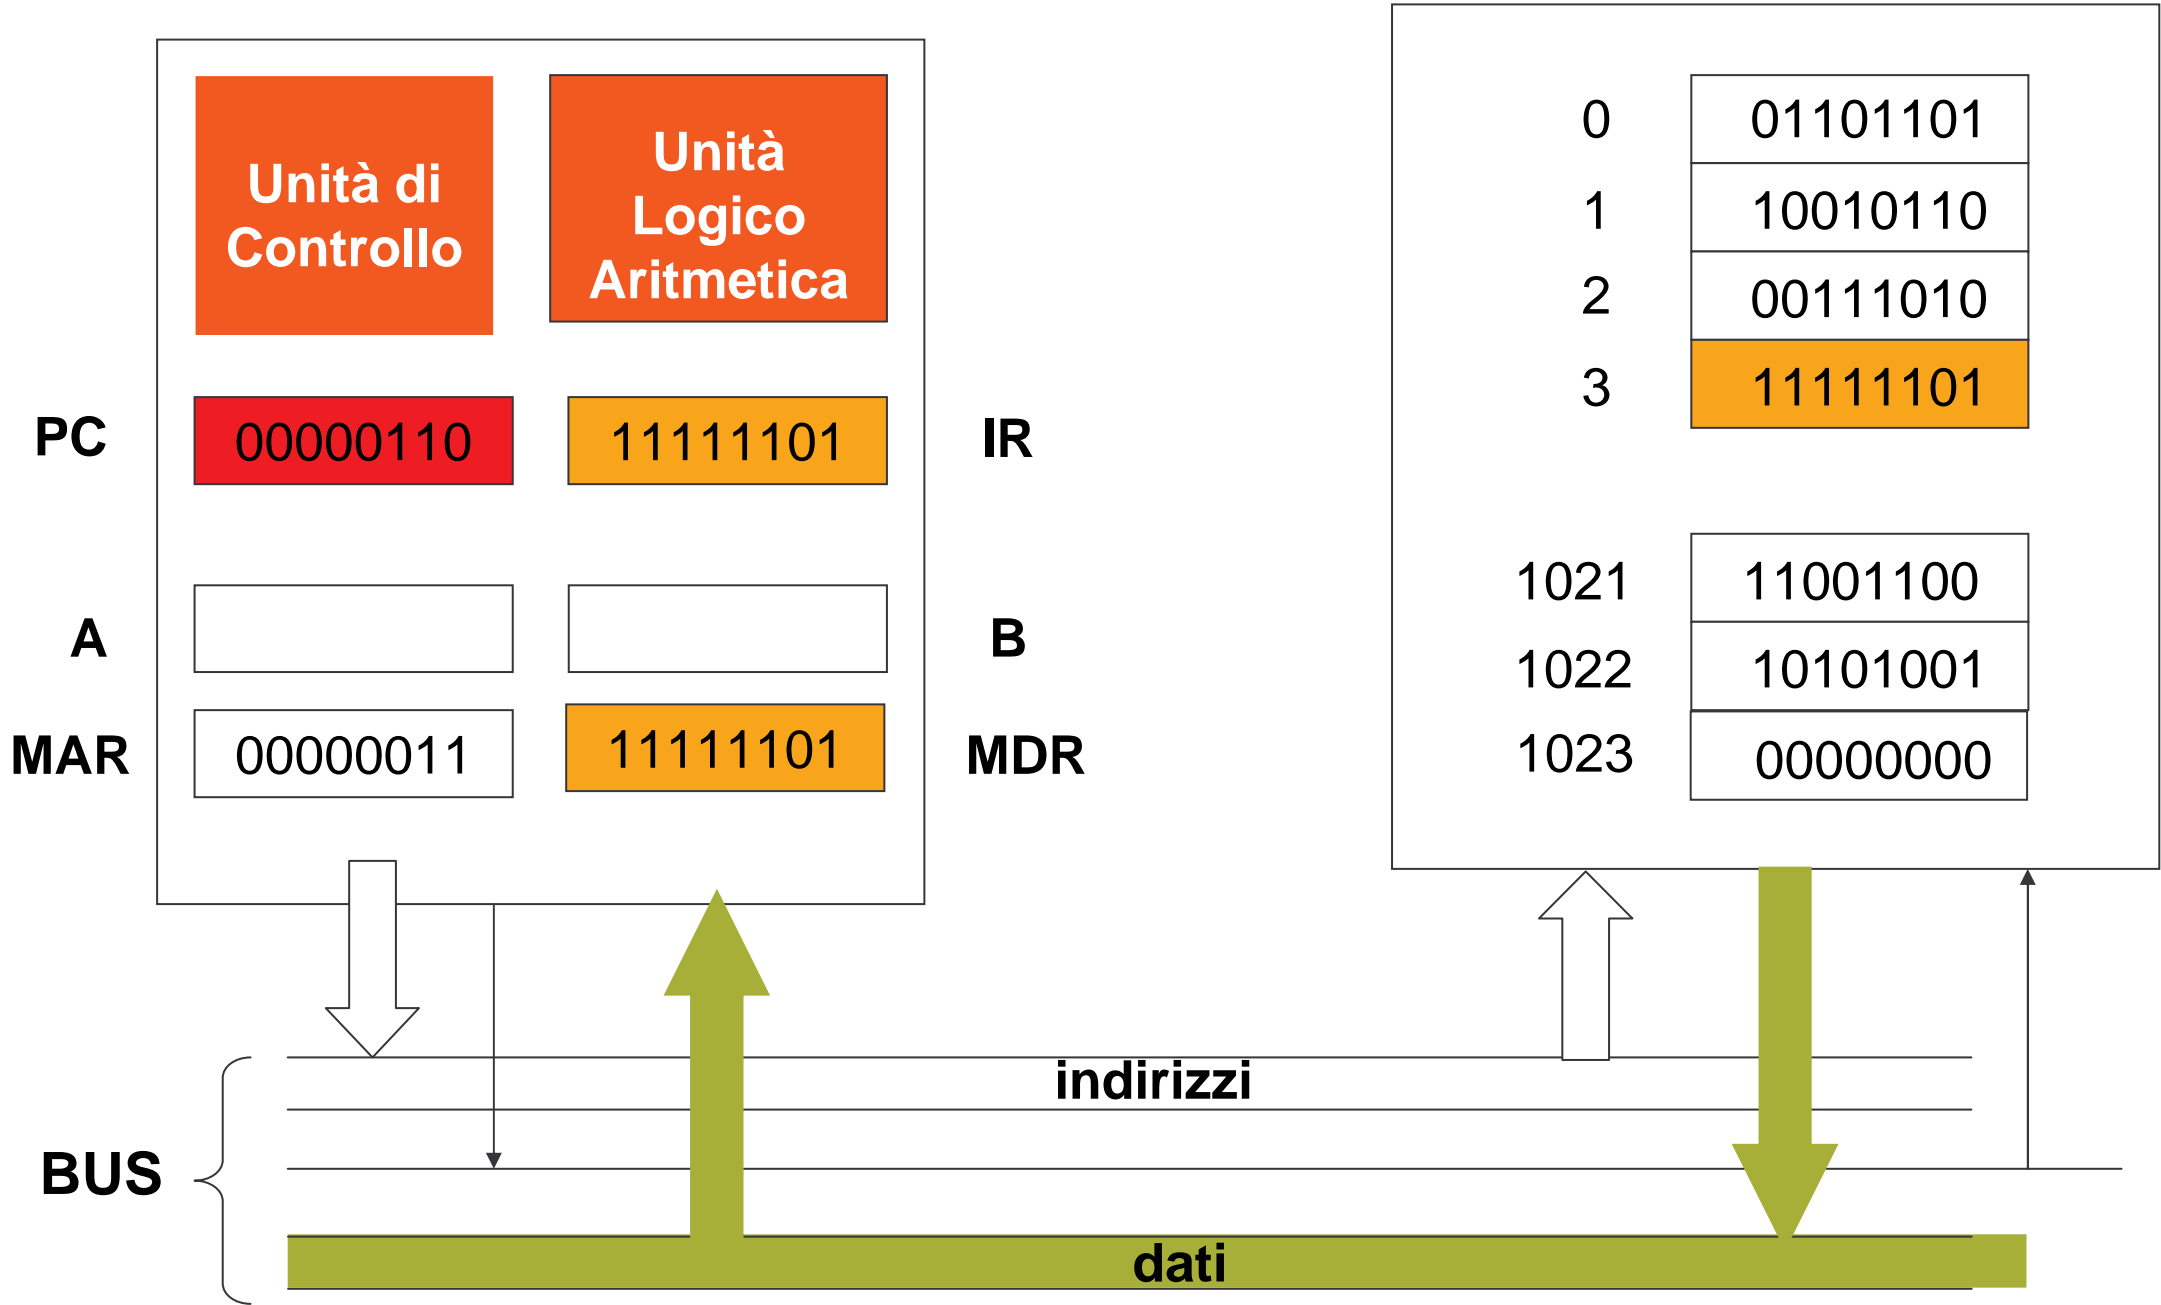 Unità di
Controllo
Unità
Logico
Aritmetica
PC
00000110
11111101
IR
A
B
MAR
00000011
11111101
MDR
0
01101101
1
10010110
2
00111010
3
11111101
1021
11001100
1022
10101001
1023
00000000
BUS
indirizzi
dati